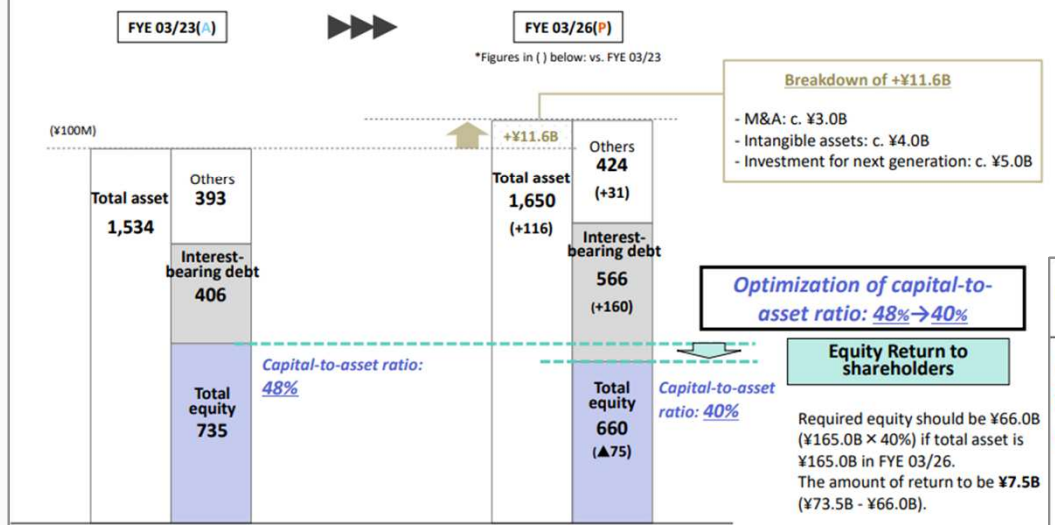 FYE 03/23(A)
FYE 03/26(P)
*Figures in ( ) below: vs. FYE 03/23
(¥100M)
Total asset
1,534
Others
393
Interest-
bearing debt
406
Total
equity
735
Capital-to-asset ratio:
48%
+¥11.6B
Total asset
1,650
(+116)
Others
424
(+31)
Interest-
bearing debt
566
(+160)
Total
equity
660
(▲75)
Capital-to-asset
ratio: 40%
Breakdown of +¥11.6B
- M&A: c. ¥3.0B
- Intangible assets: c. ¥4.0B
- Investment for next generation: c. ¥5.0B
Optimization of capital-to-
asset ratio: 48%→40%
Equity Return to
shareholders
Required equity should be ¥66.0B
(¥165.0B × 40%) if total asset is
¥165.0B in FYE 03/26.
The amount of return to be ¥7.5B
(¥73.5B - ¥66.0B).